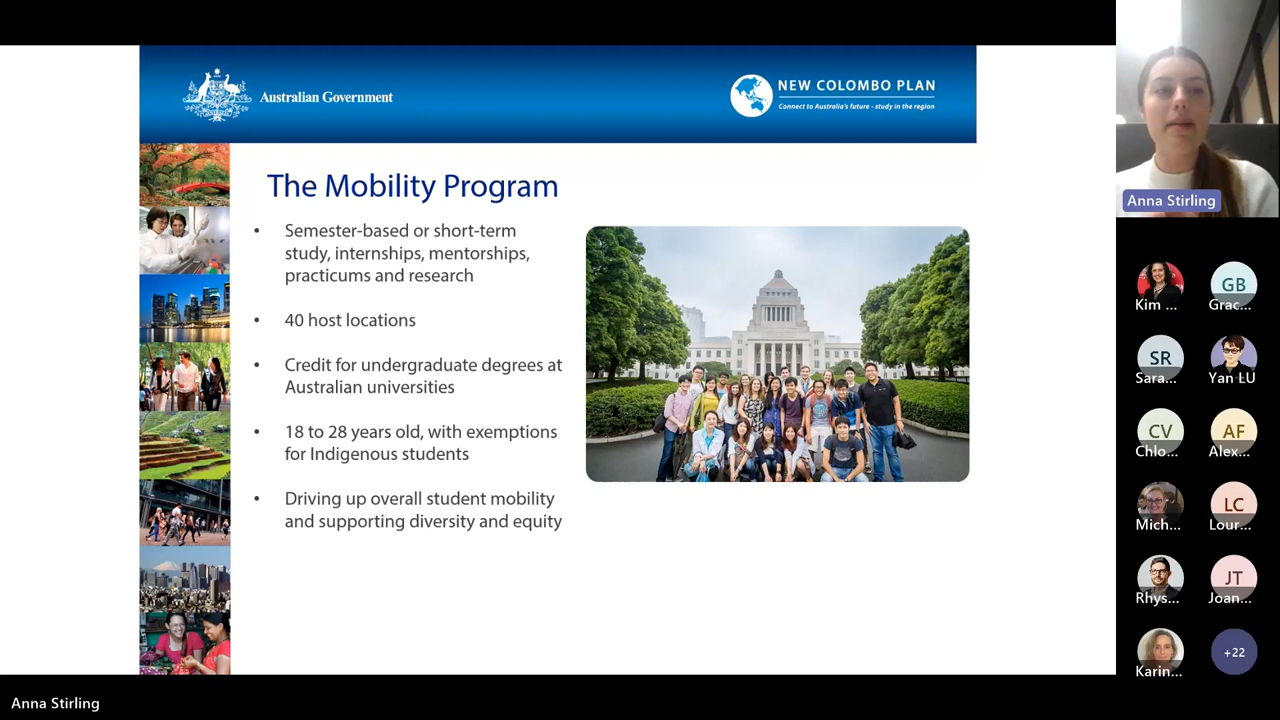 Australian Government
NEW COLOMBO PLAN
Connect to Australia's future - study in the region
The Mobility Program
• Semester-based or short-term
study, internships, mentorships,
practicums and research
• 40 host locations
• Credit for undergraduate degrees at
Australian universities
• 18 to 28 years old, with exemptions
for Indigenous students
• Driving up overall student mobility
and supporting diversity and equity
Anna Stirling
Kim ...
GB
Grac...
SR
Sara...
Yan LU
CV
Chlo...
AF
Alex...
Mich...
LC
Lour...
Rhys...
JT
Joan...
Karin...
+22
Anna Stirling